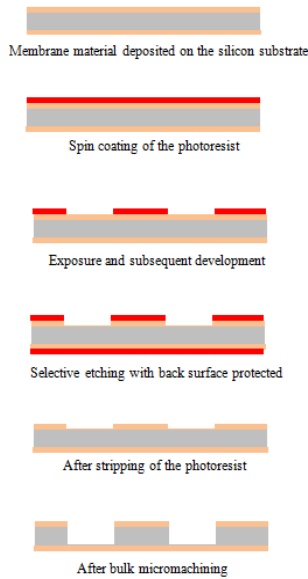 Membrane material deposited on the silicon substrate
Spin coating of the photoresist
Exposure and subsequent development
Selective etching with back surface protected
After stripping of the photoresist
After bulk micromachining